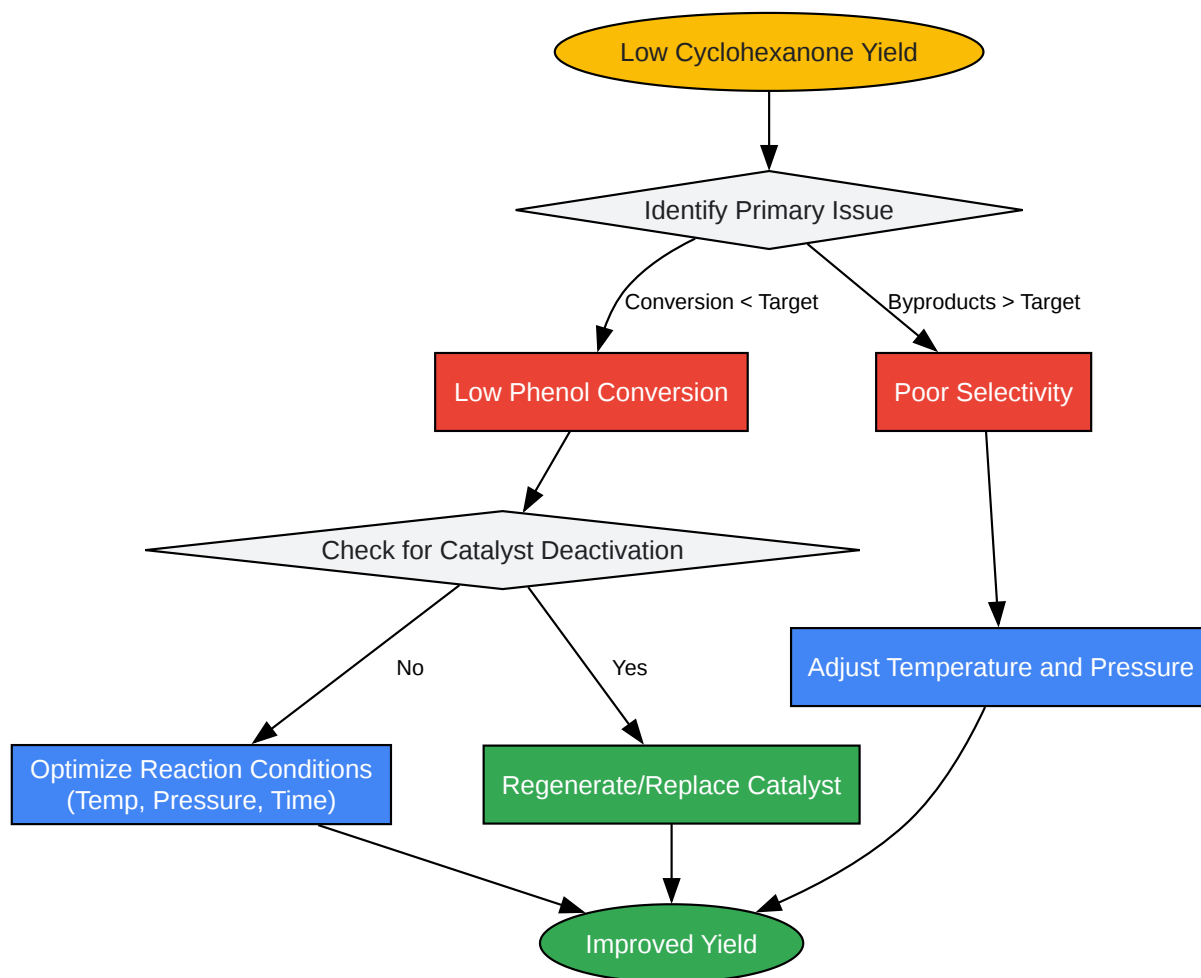 Low Cyclohexanone Yield
Identify Primary Issue
Conversion < Target
Byproducts > Target
Low Phenol Conversion
Poor Selectivity
Check for Catalyst Deactivation
No
Yes
Adjust Temperature and Pressure
Optimize Reaction Conditions
(Temp, Pressure, Time)
Regenerate/Replace Catalyst
Improved Yield